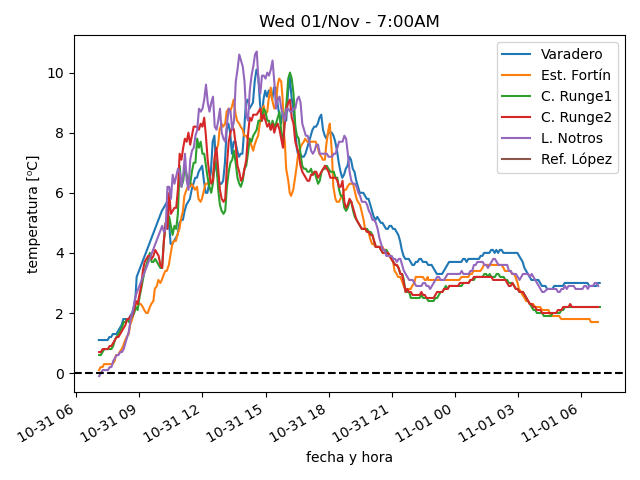 Wed 01/Nov - 7:00AM
temperatura [ºC]
10
8
6
4
2
0
Varadero
Est. Fortín
C. Runge1
C. Runge2
L. Notros
Ref. López
10-31 06
10-31 09
10-31 12
10-31 15
10-31 18
10-31 21
11-01 00
11-01 03
11-01 06
fecha y hora